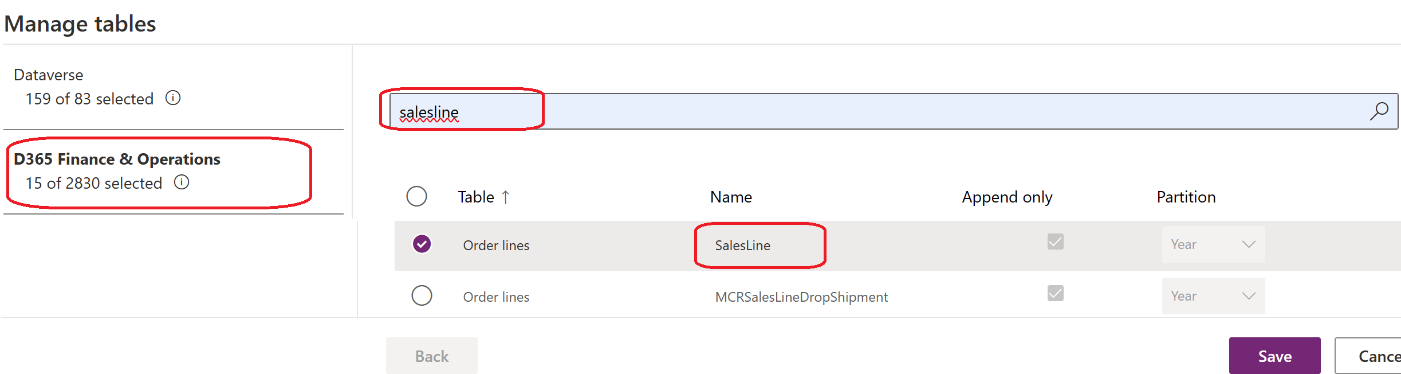 Manage tables
Dataverse
159 of 83 selected
D365 Finance & Operations
15 of 2830 selected
salesline
Table ↑ Name Append only Partition
Order lines SalesLine Year
Order lines MCRSalesLineDropShipment Year
Back Save Cance